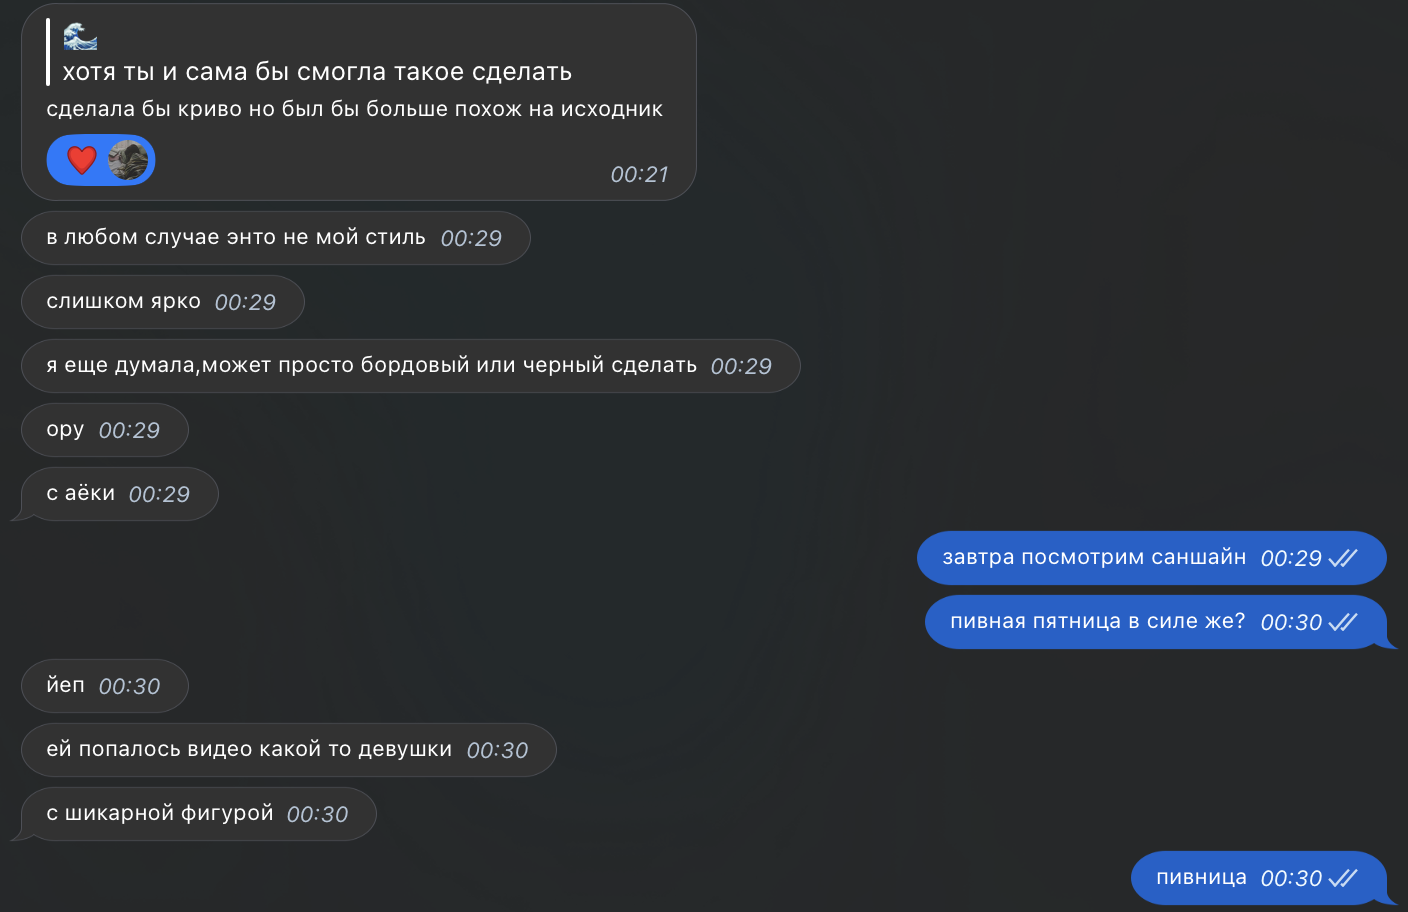 🌊
хотя ты и сама бы смогла такое сделать
сделала бы криво но был бы больше похож на исходник
❤️
00:21
в любом случае энто не мой стиль 00:29
слишком ярко 00:29
я еще думала,может просто бордовый или черный сделать 00:29
ору 00:29
с аёки 00:29
завтра посмотрим саншайн 00:29
пивная пятница в силе же? 00:30
йеп 00:30
ей попалось видео какой то девушки 00:30
с шикарной фигурой 00:30
пивница 00:30